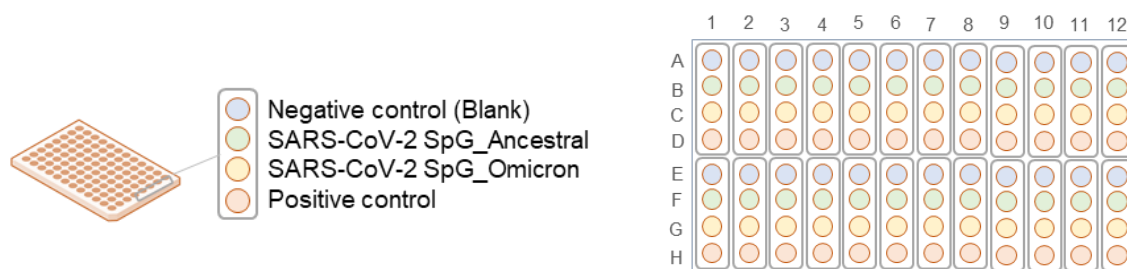 Negative control (Blank)
SARS-CoV-2 SpG_Ancestral
SARS-CoV-2 SpG_Omicron
Positive control
1 2 3 4 5 6 7 8 9 10 11 12
A
B
C
D
E
F
G
H